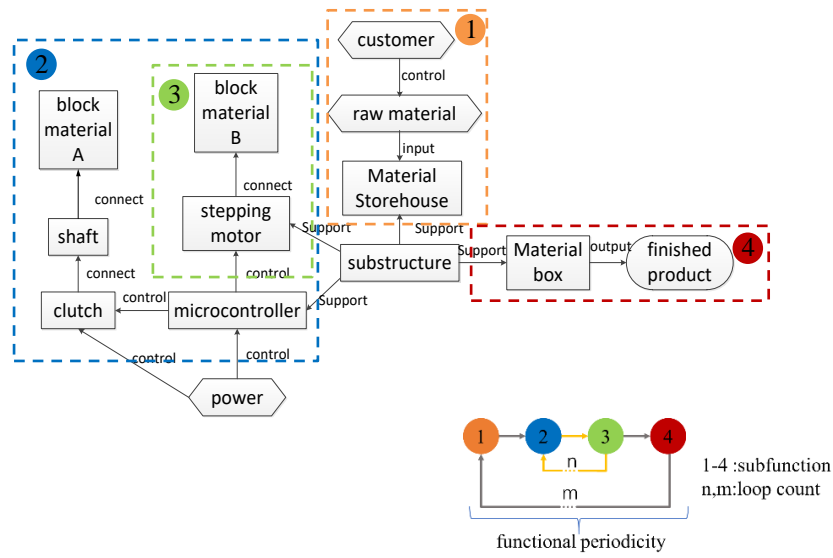 1
customer
control
raw material
input
Material
Storehouse
Support
2
block
material
A
connect
shaft
connect
clutch
control
3
block
material
B
connect
stepping
motor
control
microcontroller
Support
substructure
Support
Support
Material
box
output
finished
product
4
control
control
power
1
2
3
4
n
m
1-4 :subfunction
n,m:loop count
functional periodicity